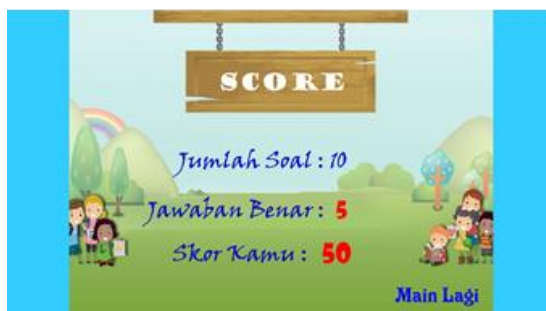 SCORE
Jumlah Soal : 10
Jawaban Benar : 5
Skor Kamu : 50
Main Lagi